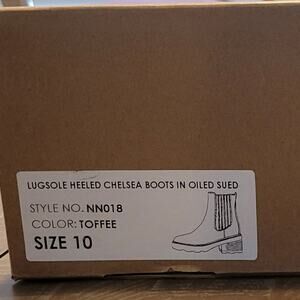 LUGSOLE HEELED CHELSEA BOOTS IN OILED SUED
STYLE NO. NN018
COLOR: TOFFEE
SIZE 10